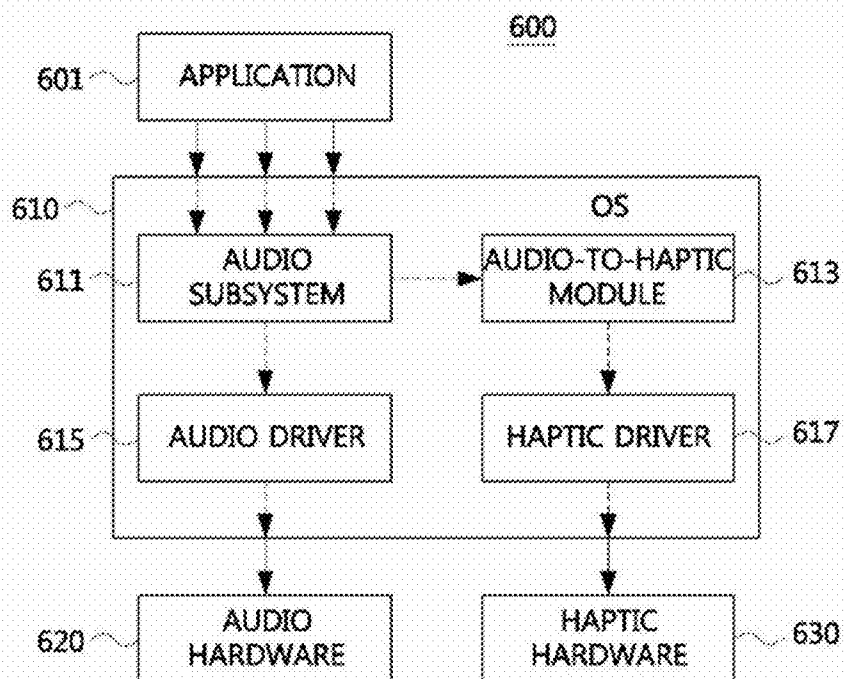 600
601
APPLICATION
610
OS
611
AUDIO
SUBSYSTEM
AUDIO-TO-HAPTIC
MODULE
613
615
AUDIO DRIVER
HAPTIC DRIVER
617
620
AUDIO
HARDWARE
HAPTIC
HARDWARE
630